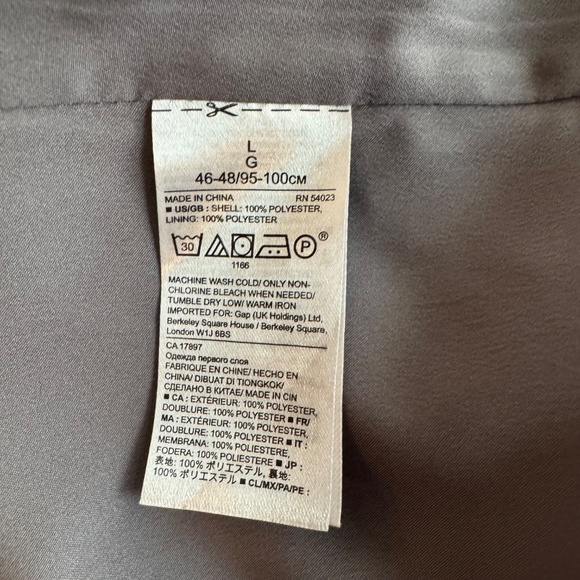 L
G
46-48/95-100CM
MADE IN CHINA RN 54023
■ US/GB : SHELL: 100% POLYESTER,
LINING: 100% POLYESTER
30 P ®
1166
MACHINE WASH COLD/ ONLY NON-
CHLORINE BLEACH WHEN NEEDED/
TUMBLE DRY LOW/ WARM IRON
IMPORTED FOR: Gap (UK Holdings) Ltd,
Berkeley Square House / Berkeley Square,
London W1J 6BS
CA 17897
Одежда первого слоя
FABRIQUE EN CHINE/ HECHO EN
CHINA/ DIBUAT DI TIONGKOK/
СДЕЛАНО В КИТАЕ/ MADE IN CIN
■ CA : EXTÉRIEUR: 100% POLYESTER,
DOUBLURE: 100% POLYESTER ■ FR/
MA : EXTÉRIEUR: 100% POLYESTER,
DOUBLURE: 100% POLYESTER ■ IT :
MEMBRANA: 100% POLIESTERE,
FODERA: 100% POLIESTERE ■ JP :
表地: 100% ポリエステル, 裏地:
100% ポリエステル ■ CL/MX/PA/PE :